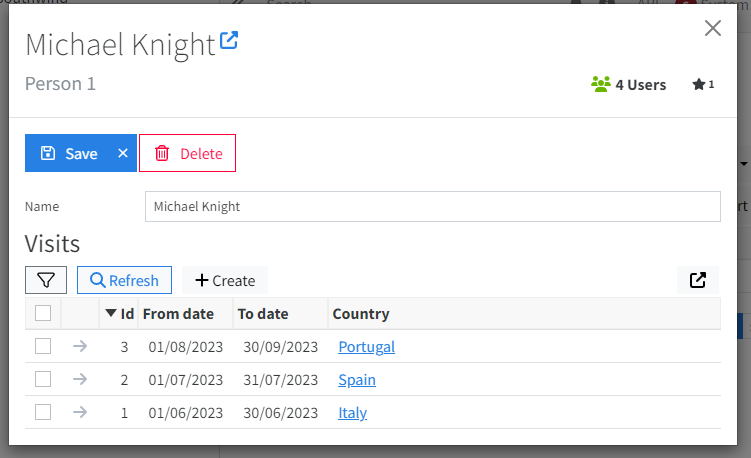 Search
System
Michael Knight
Person 1
4 Users
1
Save
Delete
Name
Michael Knight
Visits
Refresh
Create
Id From date To date Country
3 01/08/2023 30/09/2023 Portugal
2 01/07/2023 31/07/2023 Spain
1 01/06/2023 30/06/2023 Italy